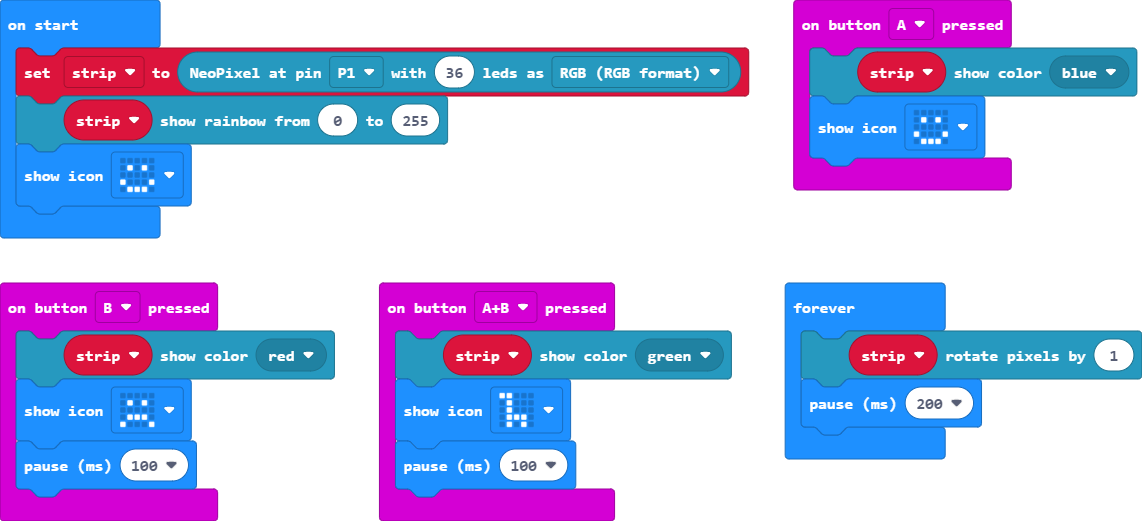 on start
set strip to NeoPixel at pin P1 with 36 leds as RGB (RGB format)
strip show rainbow from 0 to 255
show icon
on button A pressed
strip show color blue
show icon
on button B pressed
strip show color red
show icon
pause (ms) 100
on button A+B pressed
strip show color green
show icon
pause (ms) 100
forever
strip rotate pixels by 1
pause (ms) 200